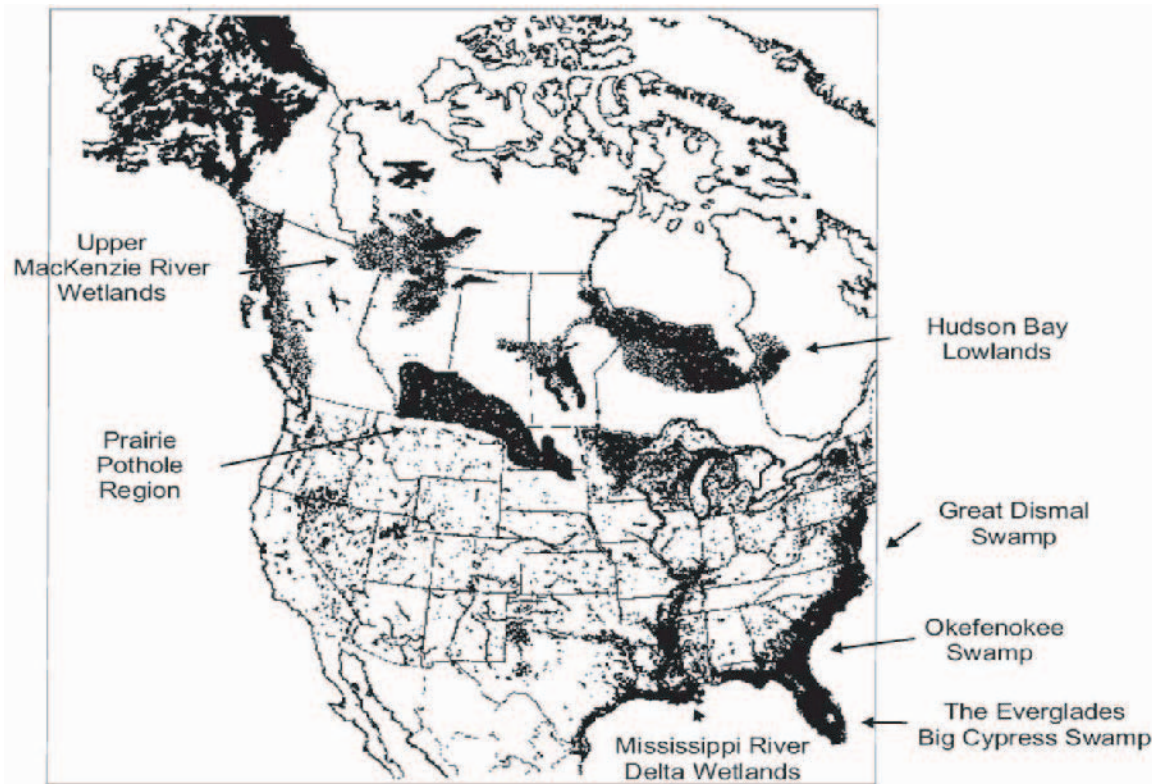 Upper
MacKenzie River
Wetlands
Hudson Bay
Lowlands
Prairie
Pothole
Region
Great Dismal
Swamp
Okefenokee
Swamp
The Everglades
Big Cypress Swamp
Mississippi River
Delta Wetlands